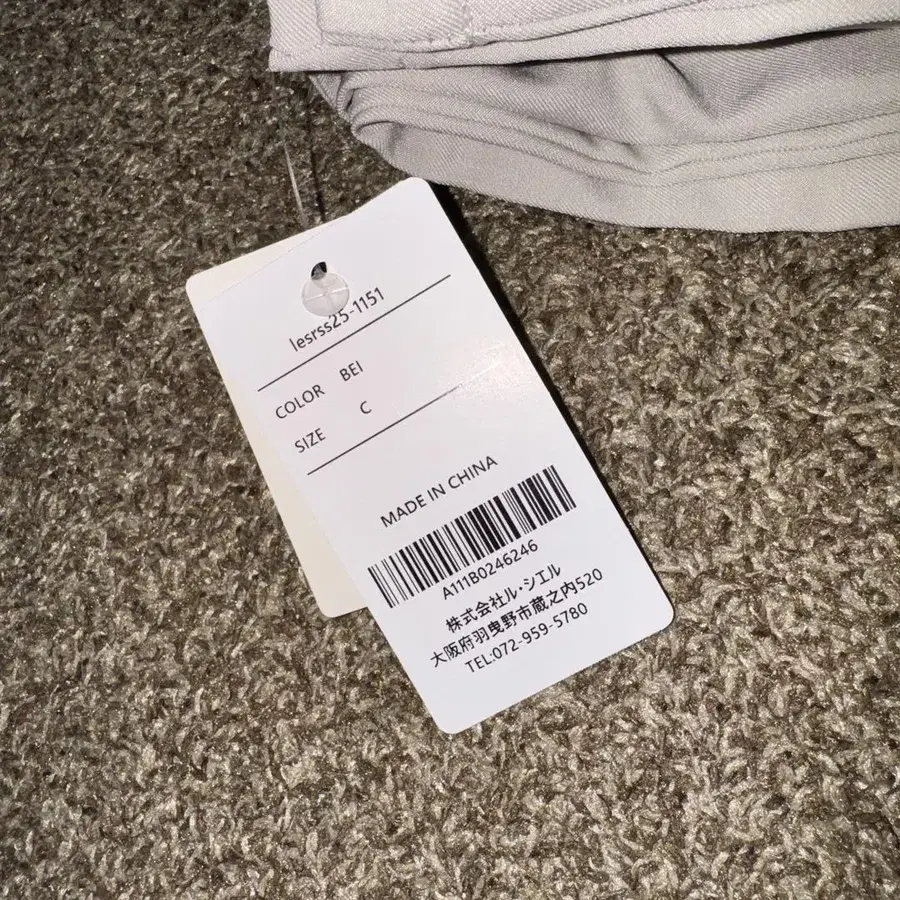 lesrss25-1151
COLOR BEI
SIZE C
MADE IN CHINA
A111B0246246
株式会社ル・シエル
大阪府羽曳野市蔵之内520
TEL:072-959-5780